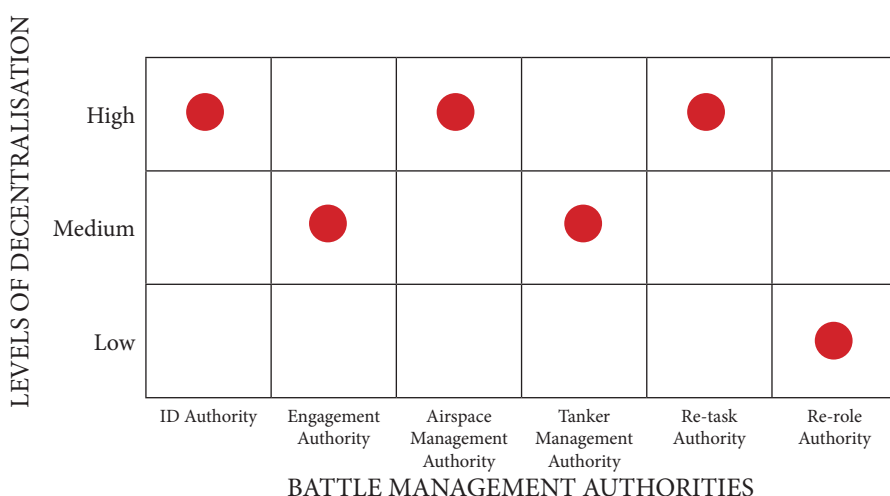 LEVELS OF DECENTRALISATION
High
Medium
Low
ID Authority
Engagement
Authority
Airspace
Management
Authority
Tanker
Management
Authority
Re-task
Authority
Re-role
Authority
BATTLE MANAGEMENT AUTHORITIES